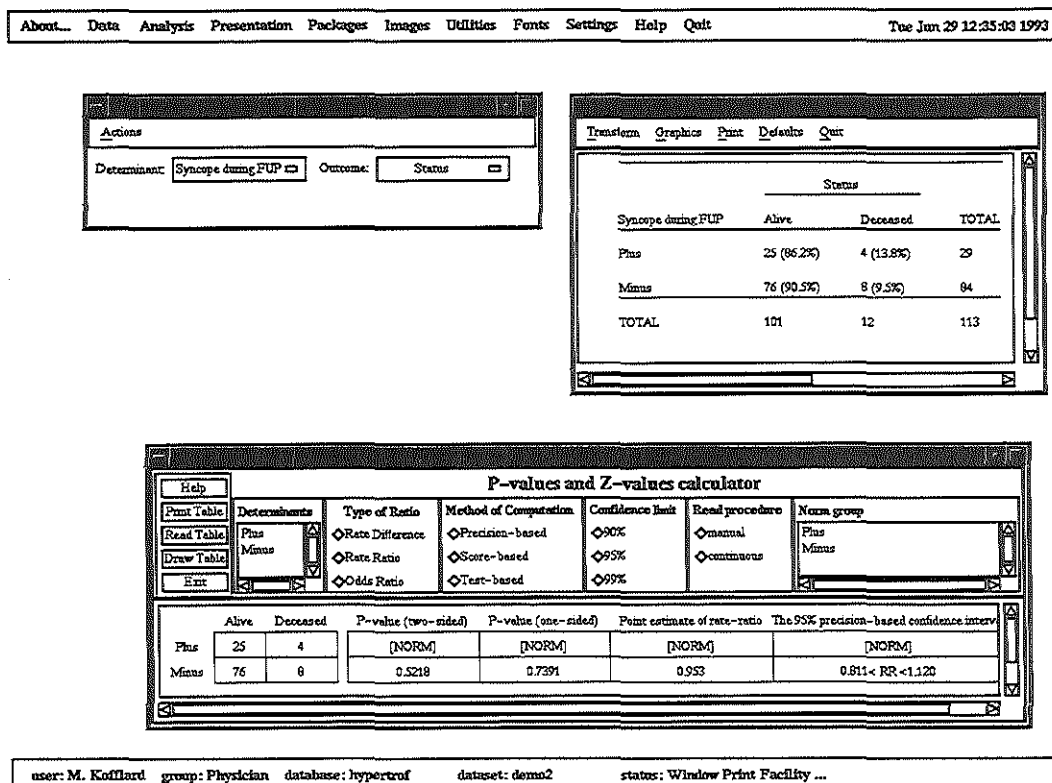 About... Data Analysis Presentation Packages Images Utilities Fonts Settings Help Quit Tue Jun 29 12:35:03 1993
Actions
Determinant: Syncope during FUP Outcome: Status
Transform Graphics Print Defaults Quit
Status
Syncope during FUP Alive Deceased TOTAL
Plus 25 (86.2%) 4 (13.8%) 29
Minus 76 (90.5%) 8 (9.5%) 84
TOTAL 101 12 113
P-values and Z-values calculator
Help
Print Table
Read Table
Draw Table
Exit
Determinants
Plus
Minus
Type of Ratio
Rate Difference
Rate Ratio
Odds Ratio
Method of Computation
Precision-based
Score-based
Test-based
Confidence limit
90%
95%
99%
Read procedure
manual
continuous
Norm group
Plus
Minus
Alive Deceased P-value (two-sided) P-value (one-sided) Point estimate of rate-ratio The 95% precision-based confidence interv
Plus 25 4 [NORM] [NORM] [NORM] [NORM]
Minus 76 8 0.5218 0.7391 0.953 0.811< RR <1.120
user: M. Kofflard group: Physician database: hypertrof dataset: demo2 status: Window Print Facility ...